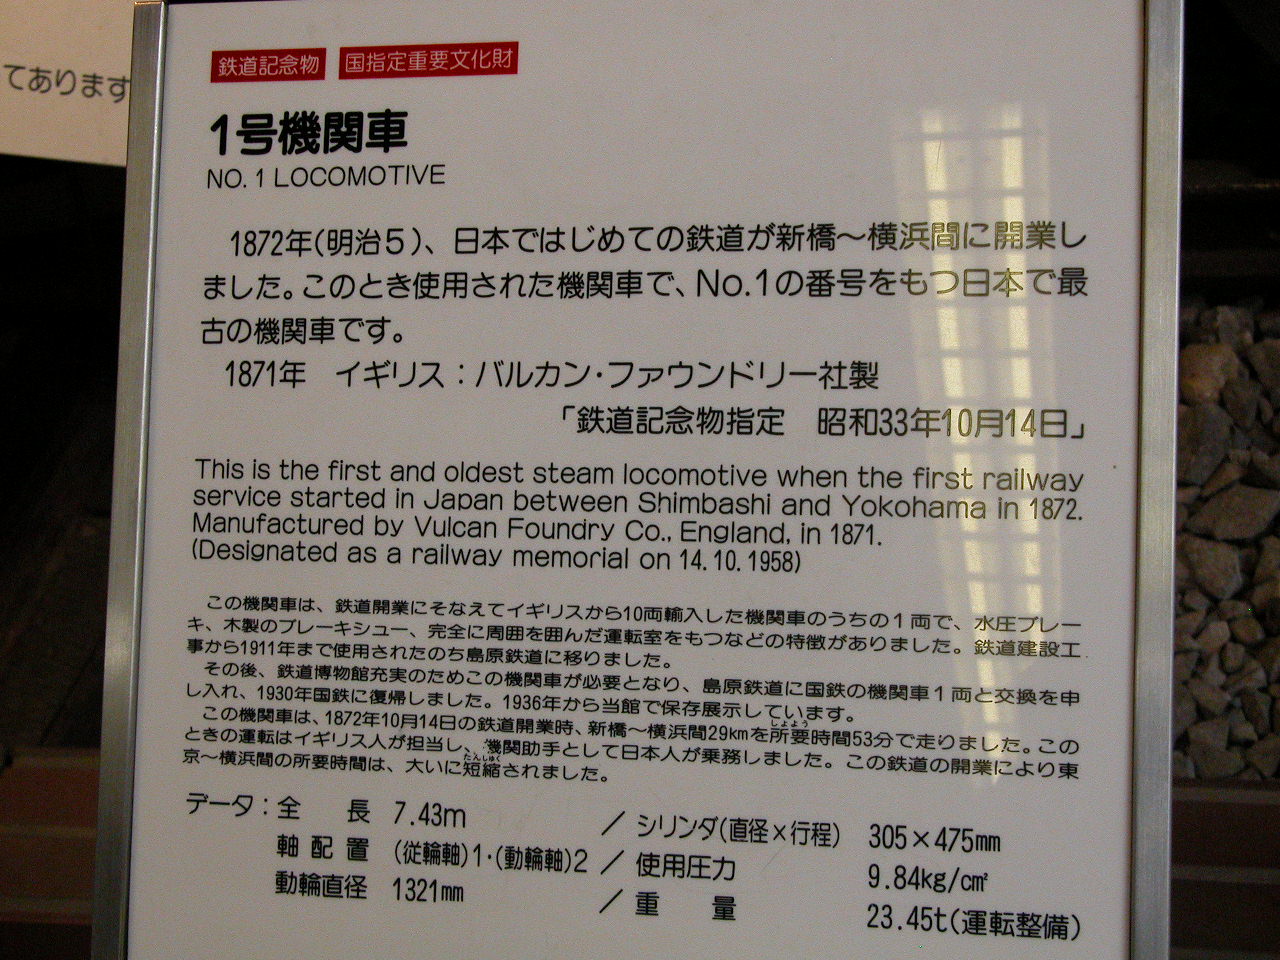 てあります
鉄道記念物 国指定重要文化財
1号機関車
NO. 1 LOCOMOTIVE
1872年(明治5)、日本ではじめての鉄道が新橋〜横浜間に開業し
ました。このとき使用された機関車で、No.1の番号をもつ日本で最
古の機関車です。
1871年 イギリス：バルカン・ファウンドリー社製
「鉄道記念物指定 昭和33年10月14日」
This is the first and oldest steam locomotive when the first railway
service started in Japan between Shimbashi and Yokohama in 1872.
Manufactured by Vulcan Foundry Co., England, in 1871.
(Designated as a railway memorial on 14. 10. 1958)
この機関車は、鉄道開業にそなえてイギリスから10両輸入した機関車のうちの1両で、水圧ブレー
キ、木製のブレーキシュー、完全に周囲を囲んだ運転室をもつなどの特徴がありました。鉄道建設工
事から1911年まで使用されたのち島原鉄道に移りました。
その後、鉄道博物館充実のためこの機関車が必要となり、島原鉄道に国鉄の機関車1両と交換を申
し入れ、1930年国鉄に復帰しました。1936年から当館で保存展示しています。
この機関車は、1872年10月14日の鉄道開業時、新橋〜横浜間29kmを所要時間53分で走りました。この
しょよう
ときの運転はイギリス人が担当し、機関助手として日本人が乗務しました。この鉄道の開業により東
京〜横浜間の所要時間は、大いに短縮されました。
たんしゅく
データ：全長 7.43m ／ シリンダ(直径×行程) 305×475mm
軸配置 (従輪軸)1・(動輪軸)2 ／ 使用圧力 9.84kg/cm²
動輪直径 1321mm ／ 重量 23.45t(運転整備)